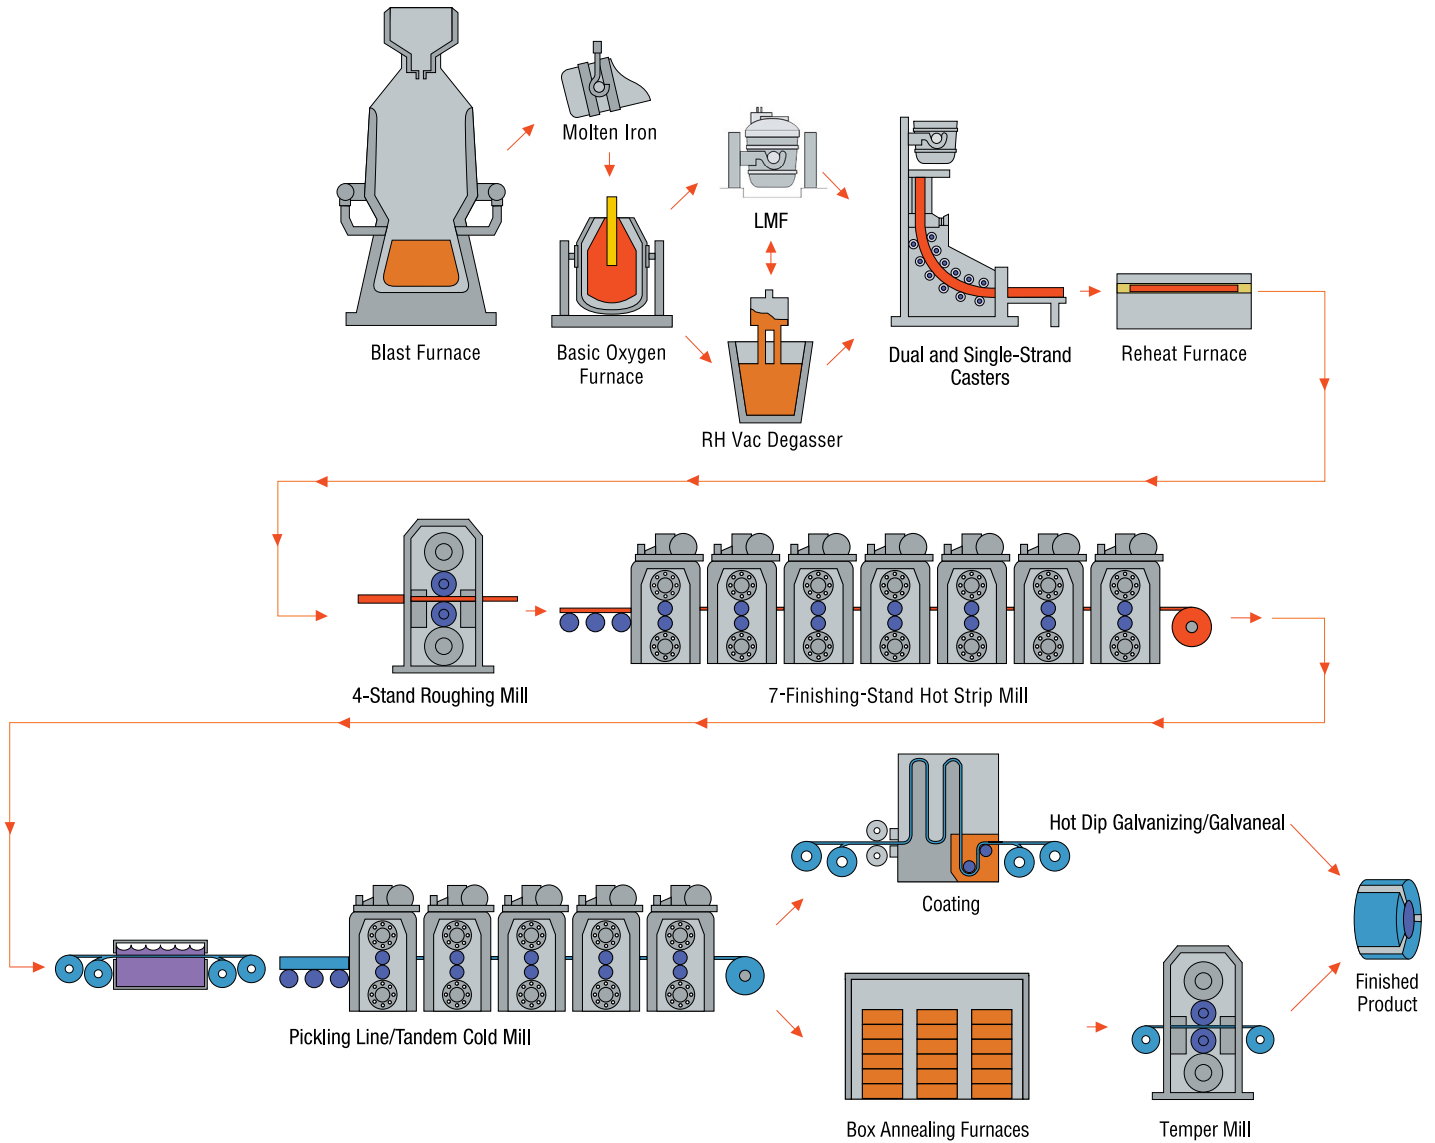 Molten Iron
LMF
Blast Furnace
Basic Oxygen
Furnace
RH Vac Degasser
Dual and Single-Strand
Casters
Reheat Furnace
4-Stand Roughing Mill
7-Finishing-Stand Hot Strip Mill
Pickling Line/Tandem Cold Mill
Coating
Hot Dip Galvanizing/Galvaneal
Box Annealing Furnaces
Temper Mill
Finished
Product